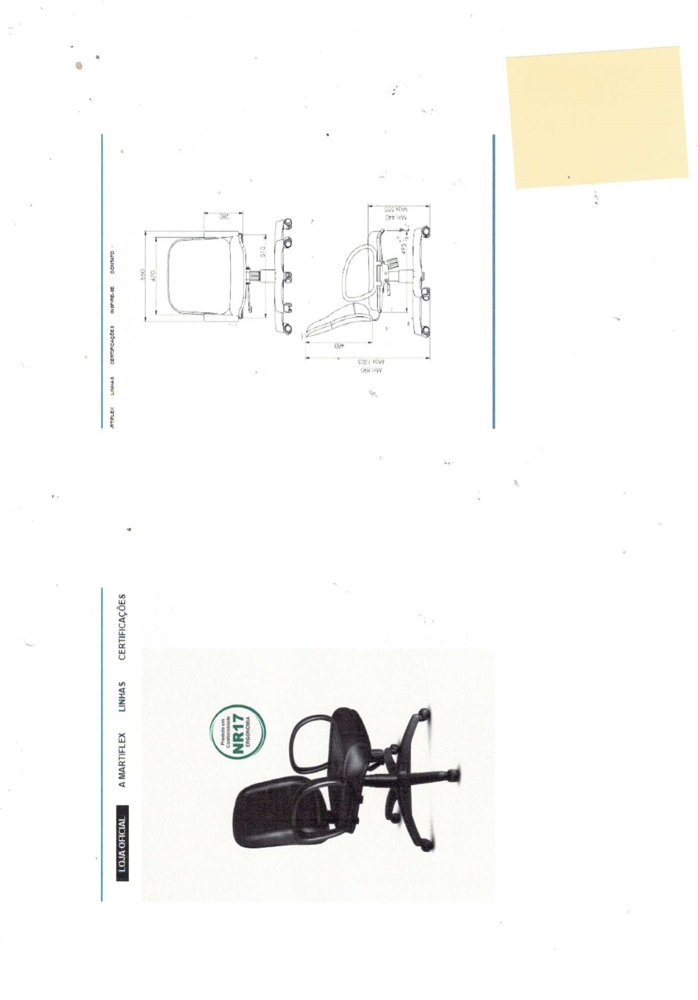 LOJA OFICIAL A MARTIFLEX LINHAS CERTIFICAÇÕES
Produto em
Conformidade
NR17
ERGONOMIA
RTIFLEX LINHAS CERTIFICAÇÕES INSPIRE-SE CONTATO
550
470
280
510
480
Min.890
Max.1005
495
Min.440
Max.555